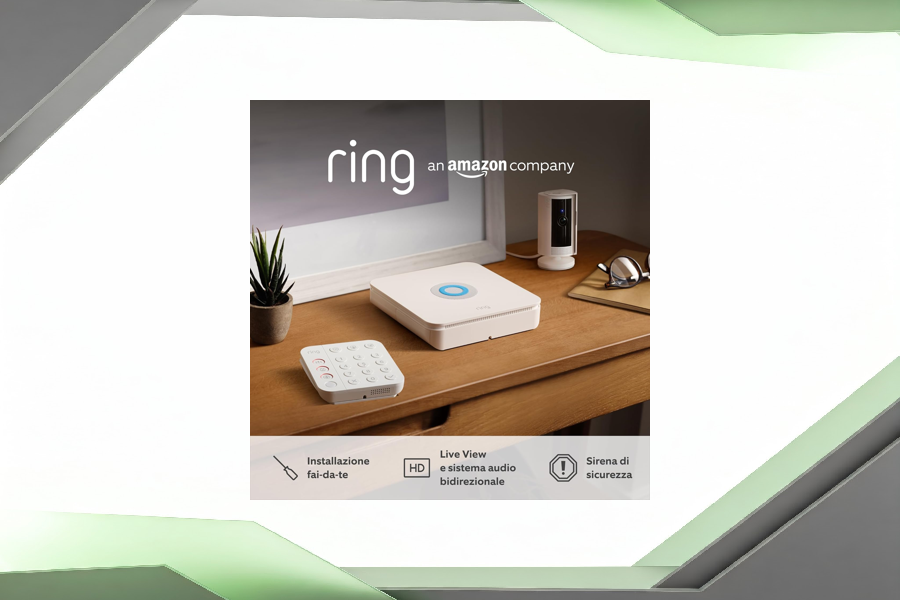 ring an amazon company
Installazione
fai-da-te
HD
Live View
e sistema audio
bidirezionale
Sirena di
sicurezza